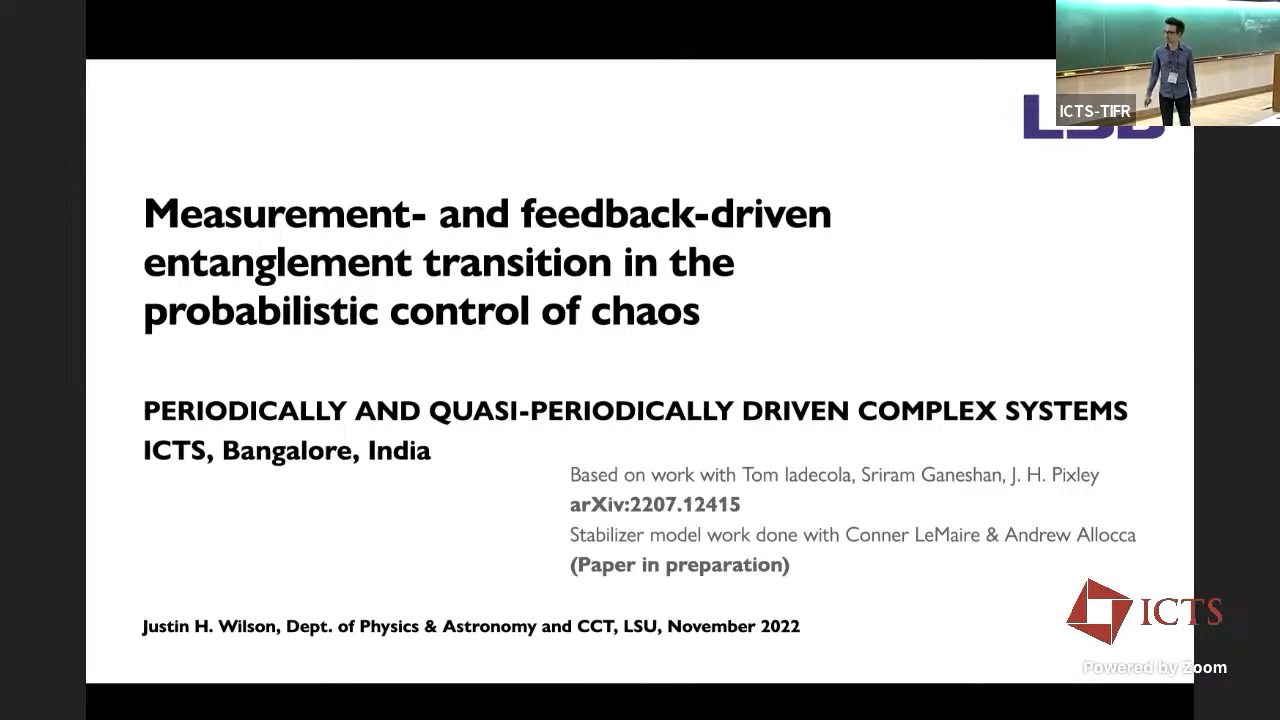 ICTS-TIFR
LSU
Measurement- and feedback-driven
entanglement transition in the
probabilistic control of chaos
PERIODICALLY AND QUASI-PERIODICALLY DRIVEN COMPLEX SYSTEMS
ICTS, Bangalore, India
Based on work with Tom Iadecola, Sriram Ganeshan, J. H. Pixley
arXiv:2207.12415
Stabilizer model work done with Conner LeMaire & Andrew Allocca
(Paper in preparation)
Justin H. Wilson, Dept. of Physics & Astronomy and CCT, LSU, November 2022
ICTS
Powered by Zoom